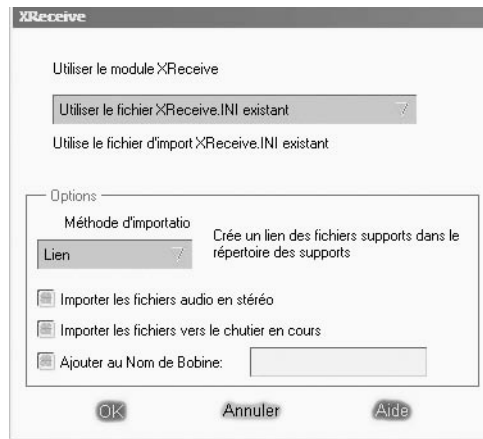 XReceive
Utiliser le module XReceive
Utiliser le fichier XReceive.INI existant
Utilise le fichier d'import XReceive.INI existant
Options
Méthode d'importatio
Lien
Crée un lien des fichiers supports dans le
répertoire des supports
Importer les fichiers audio en stéréo
Importer les fichiers vers le chutier en cours
Ajouter au Nom de Bobine:
OK
Annuler
Aide